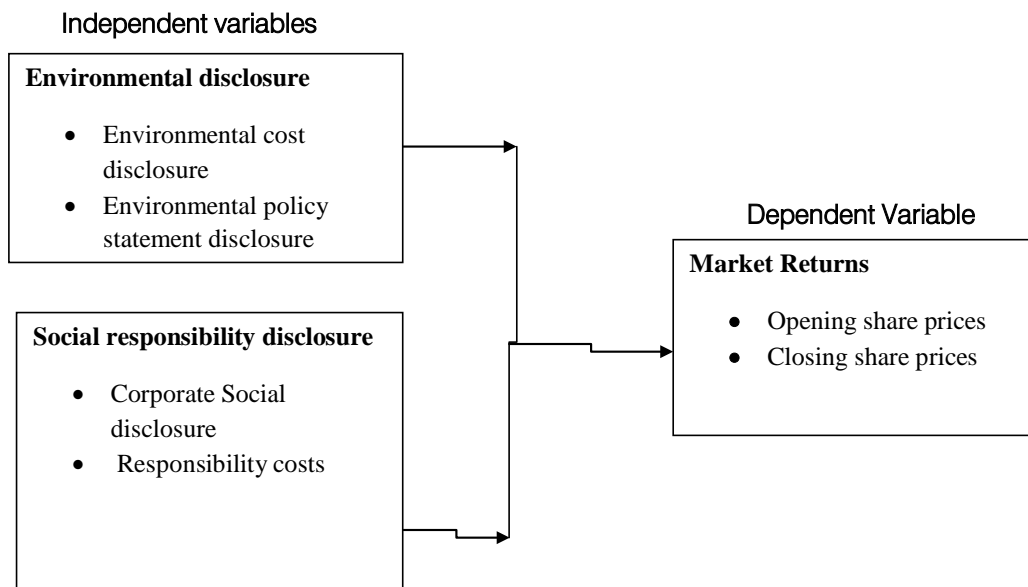 Independent variables
Environmental disclosure
• Environmental cost
disclosure
• Environmental policy
statement disclosure
Social responsibility disclosure
• Corporate Social
disclosure
• Responsibility costs
Dependent Variable
Market Returns
• Opening share prices
• Closing share prices